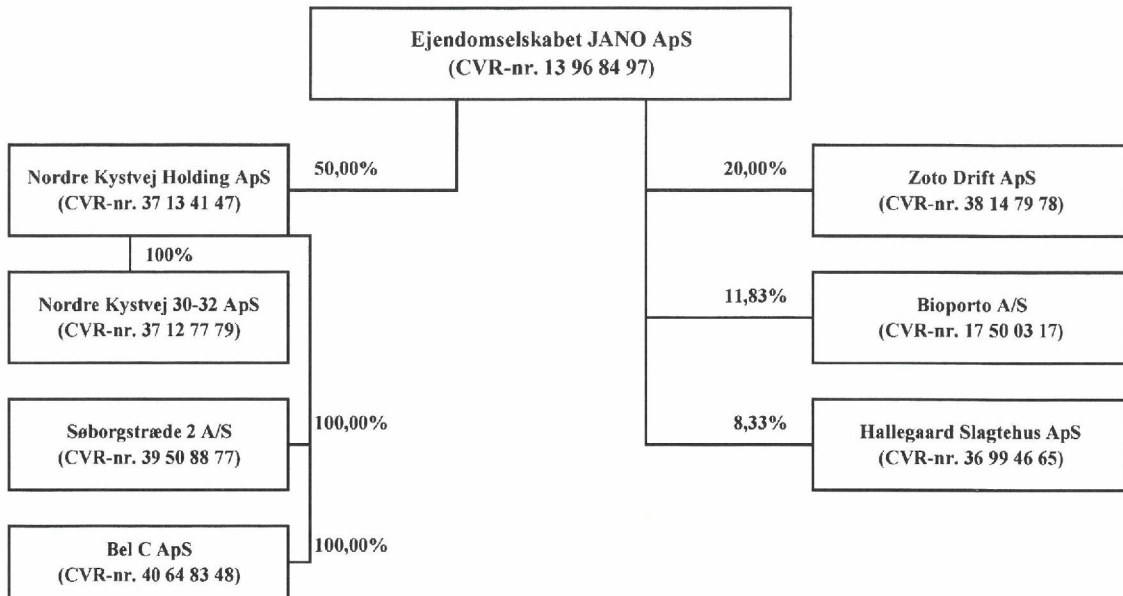 Ejendomselskabet JANO ApS
(CVR-nr. 13 96 84 97)
Nordre Kystvej Holding ApS
(CVR-nr. 37 13 41 47)
50,00%
20,00%
Zoto Drift ApS
(CVR-nr. 38 14 79 78)
100%
Nordre Kystvej 30-32 ApS
(CVR-nr. 37 12 77 79)
11,83%
Bioporto A/S
(CVR-nr. 17 50 03 17)
Søborgstræde 2 A/S
(CVR-nr. 39 50 88 77)
100,00%
8,33%
Hallegaard Slagtehus ApS
(CVR-nr. 36 99 46 65)
Bel C ApS
(CVR-nr. 40 64 83 48)
100,00%